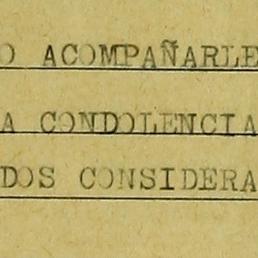 O ACOMPAÑARLE
A CONDOLENCIA
DOS CONSIDERA